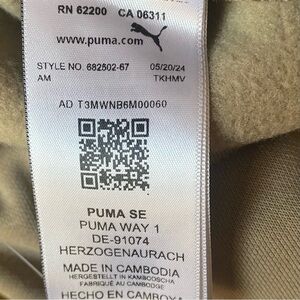 RN 62200 CA 06311
www.puma.com
STYLE NO. 682502-67 05/20/24
AM TKHMV
AD T3MWNB6M00060
PUMA SE
PUMA WAY 1
DE-91074
HERZOGENAURACH
MADE IN CAMBODIA
HERGESTELLT IN KAMBODSCHA
FABRIQUÉ AU CAMBODGE
HECHO EN CAMBOYA